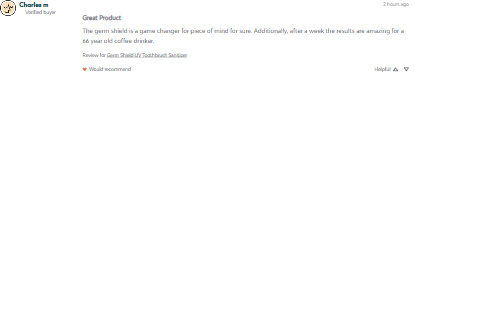 Charles m
2 hours ago
Verified buyer
Great Product
The germ shield is a game changer for piece of mind for sure. Additionally, after a week the results are amazing for a
66 year old coffee drinker.
Review for Germ Shield UV Toothbrush Sanitizer
Would recommend
Helpful